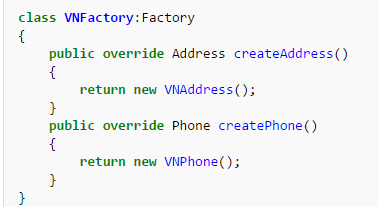 class VNFactory:Factory
{
    public override Address createAddress()
    {
        return new VNAddress();
    }
    public override Phone createPhone()
    {
        return new VNPhone();
    }
}